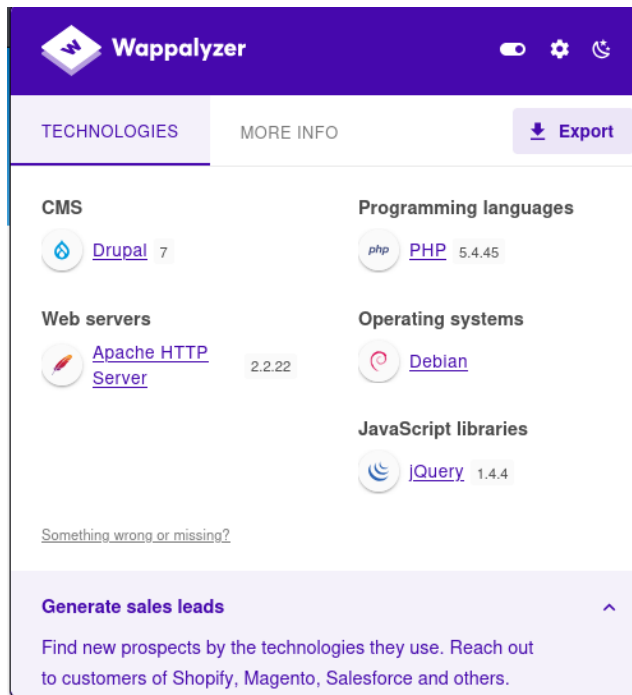 Wappalyzer
TECHNOLOGIES
MORE INFO
Export
CMS
Drupal 7
Programming languages
php PHP 5.4.45
Web servers
Apache HTTP
Server 2.2.22
Operating systems
Debian
JavaScript libraries
jQuery 1.4.4
Something wrong or missing?
Generate sales leads
Find new prospects by the technologies they use. Reach out
to customers of Shopify, Magento, Salesforce and others.